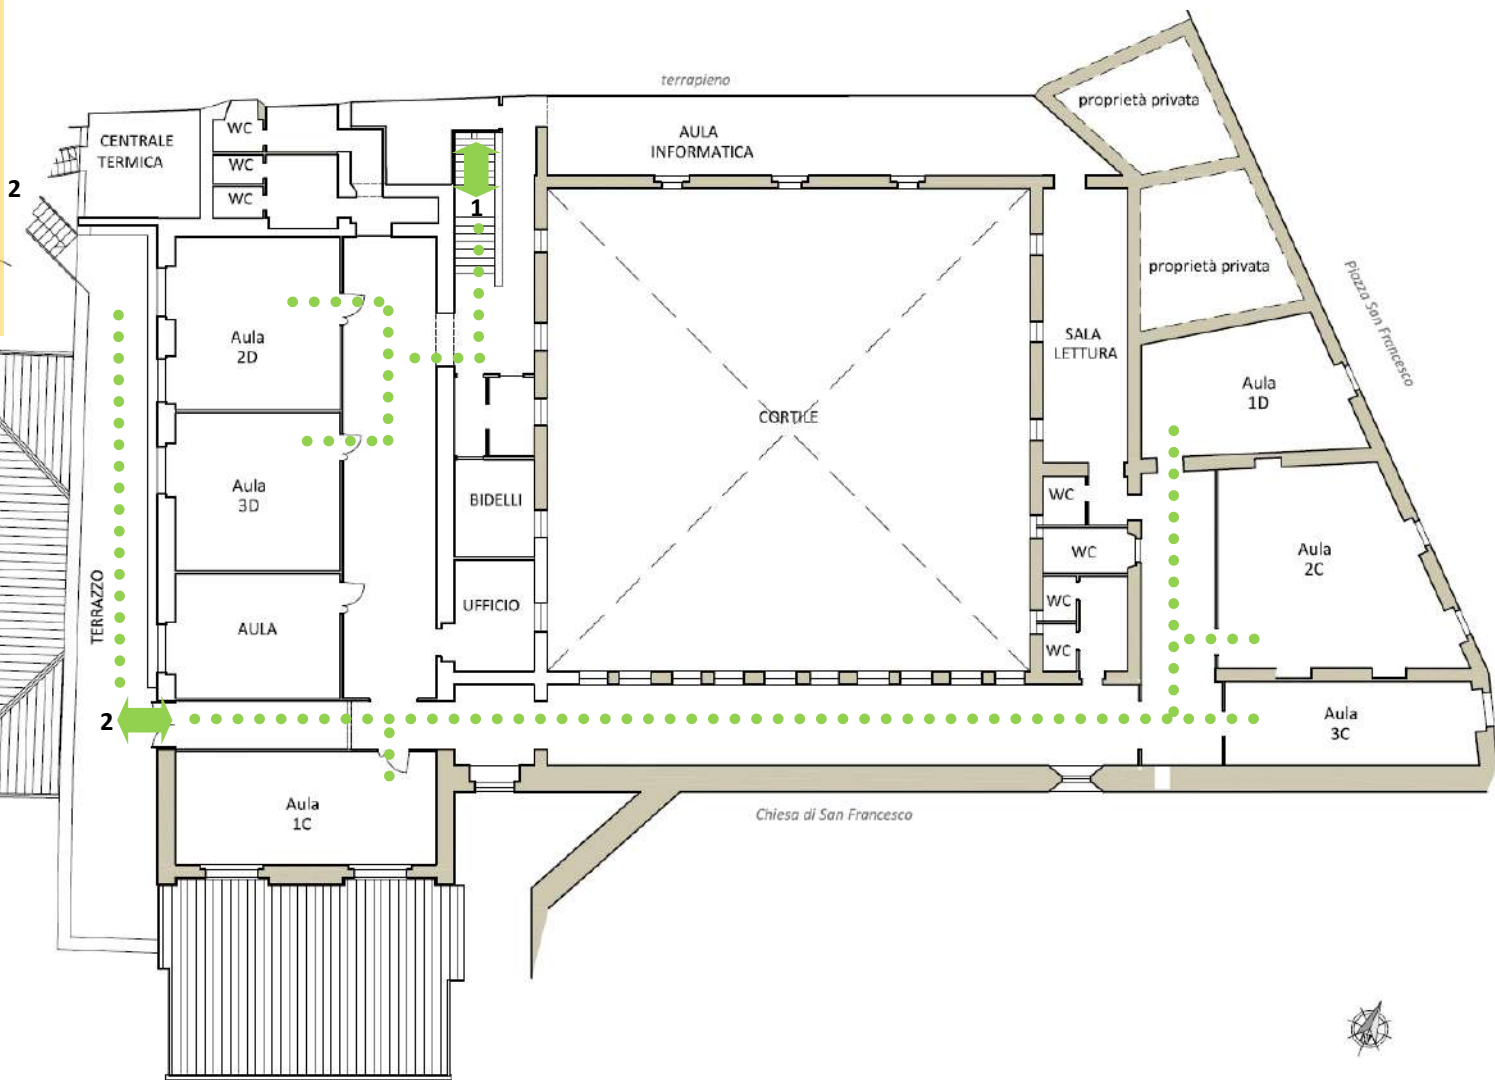 terrapieno
proprietà privata
AULA
INFORMATICA
CENTRALE
TERMICA
WC
WC
WC
2
1
proprietà privata
Piazza San Francesco
Aula
2D
SALA
LETTURA
Aula
1D
CORTILE
Aula
3D
BIDELLI
WC
WC
Aula
2C
TERRAZZO
UFFICIO
WC
AULA
WC
2
Aula
3C
Aula
1C
Chiesa di San Francesco